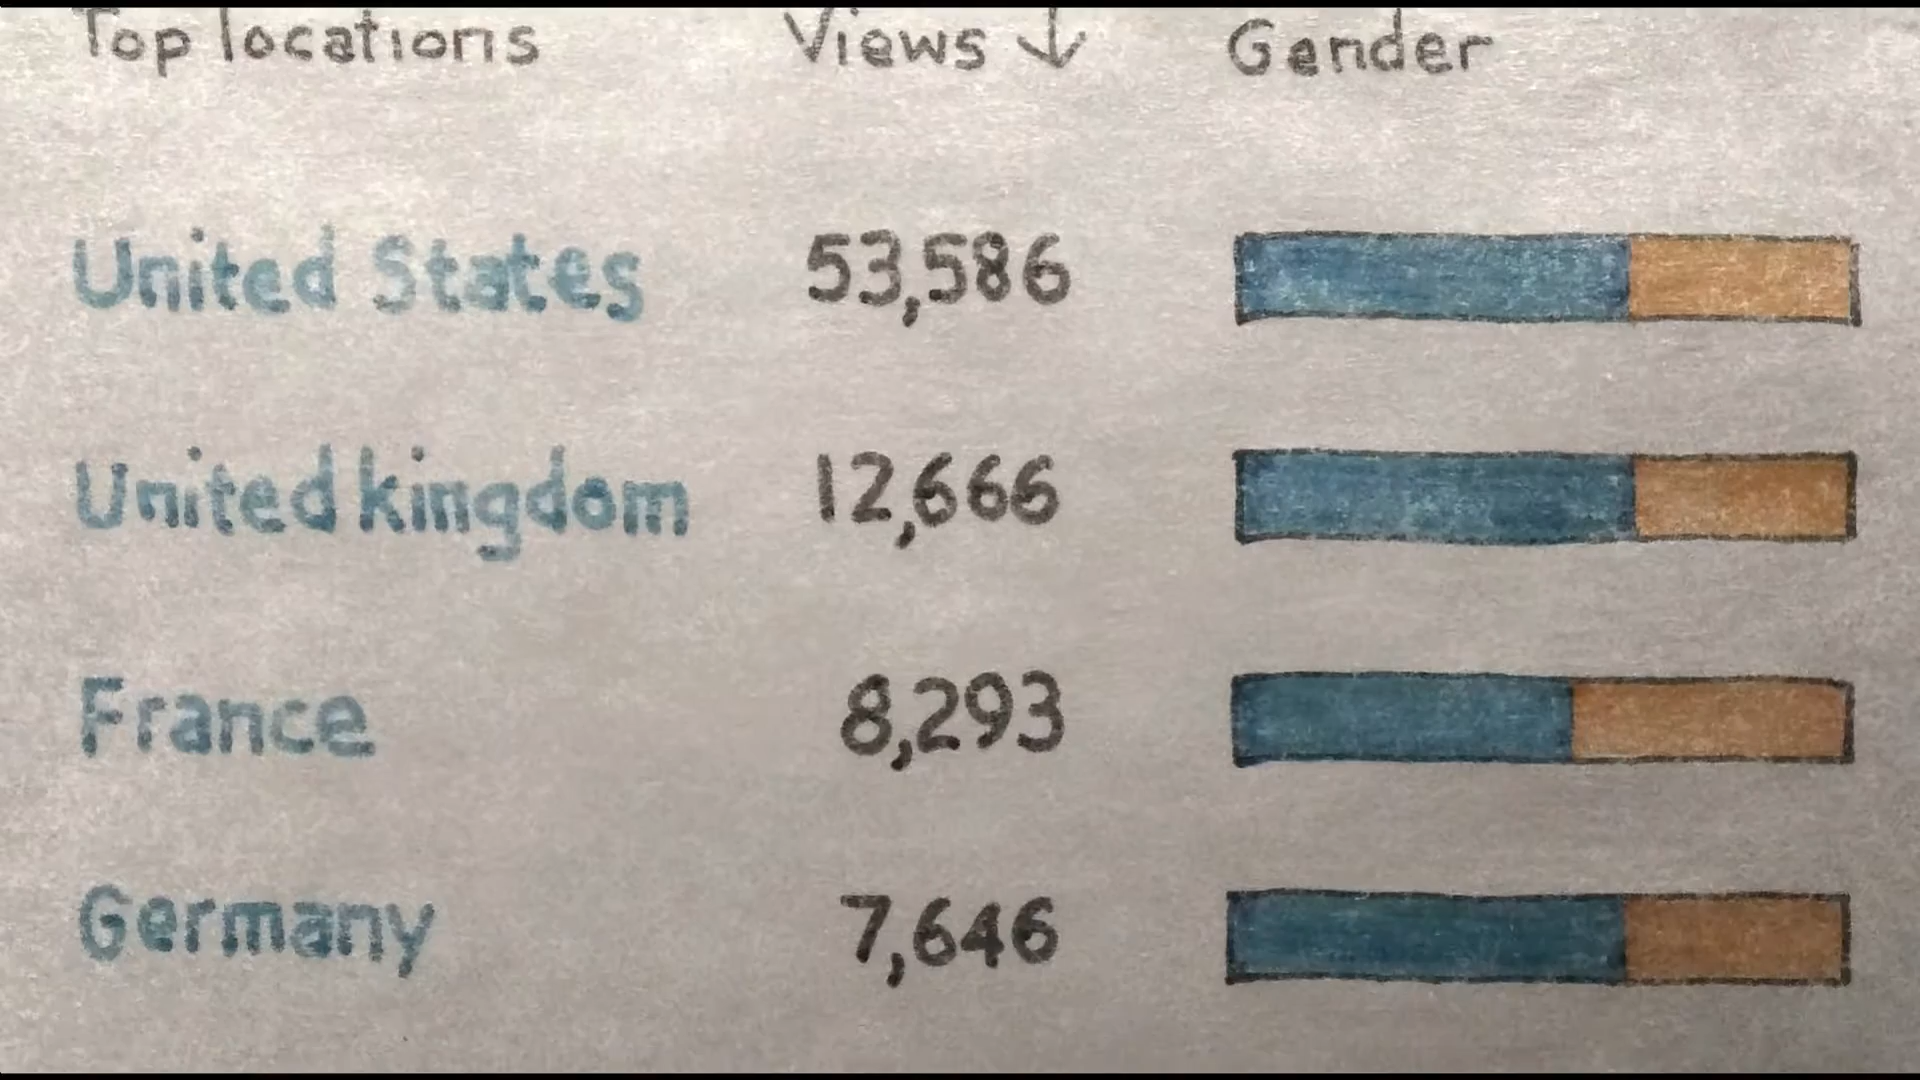 Top locations Views ↓ Gender
United States 53,586
United kingdom 12,666
France 8,293
Germany 7,646